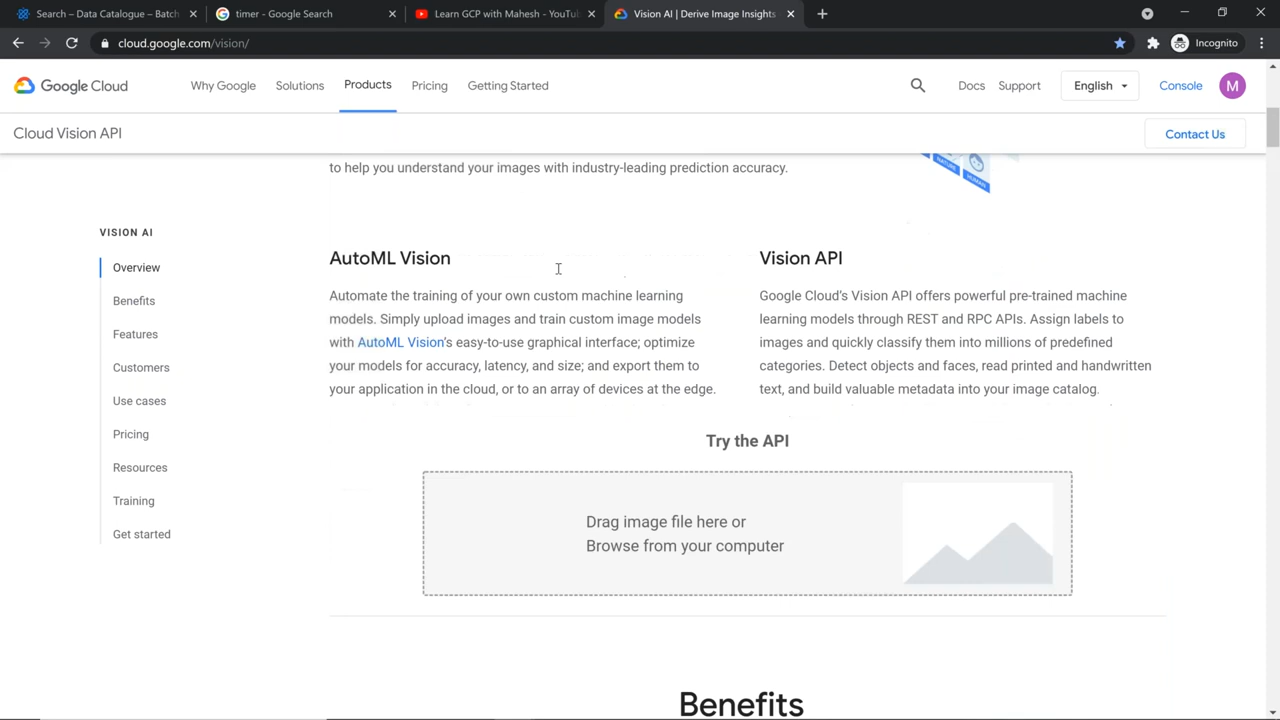 Search – Data Catalogue – Batch
timer - Google Search
Learn GCP with Mahesh - YouTu
Vision AI | Derive Image Insights
cloud.google.com/vision/
Incognito
Google Cloud
Why Google
Solutions
Products
Pricing
Getting Started
Docs
Support
English
Console
M
Cloud Vision API
Contact Us
to help you understand your images with industry-leading prediction accuracy.
NATURE
HUMAN
VISION AI
Overview
Benefits
Features
Customers
Use cases
Pricing
Resources
Training
Get started
AutoML Vision
Automate the training of your own custom machine learning
models. Simply upload images and train custom image models
with AutoML Vision's easy-to-use graphical interface; optimize
your models for accuracy, latency, and size; and export them to
your application in the cloud, or to an array of devices at the edge.
Vision API
Google Cloud's Vision API offers powerful pre-trained machine
learning models through REST and RPC APIs. Assign labels to
images and quickly classify them into millions of predefined
categories. Detect objects and faces, read printed and handwritten
text, and build valuable metadata into your image catalog.
Try the API
Drag image file here or
Browse from your computer
Benefits